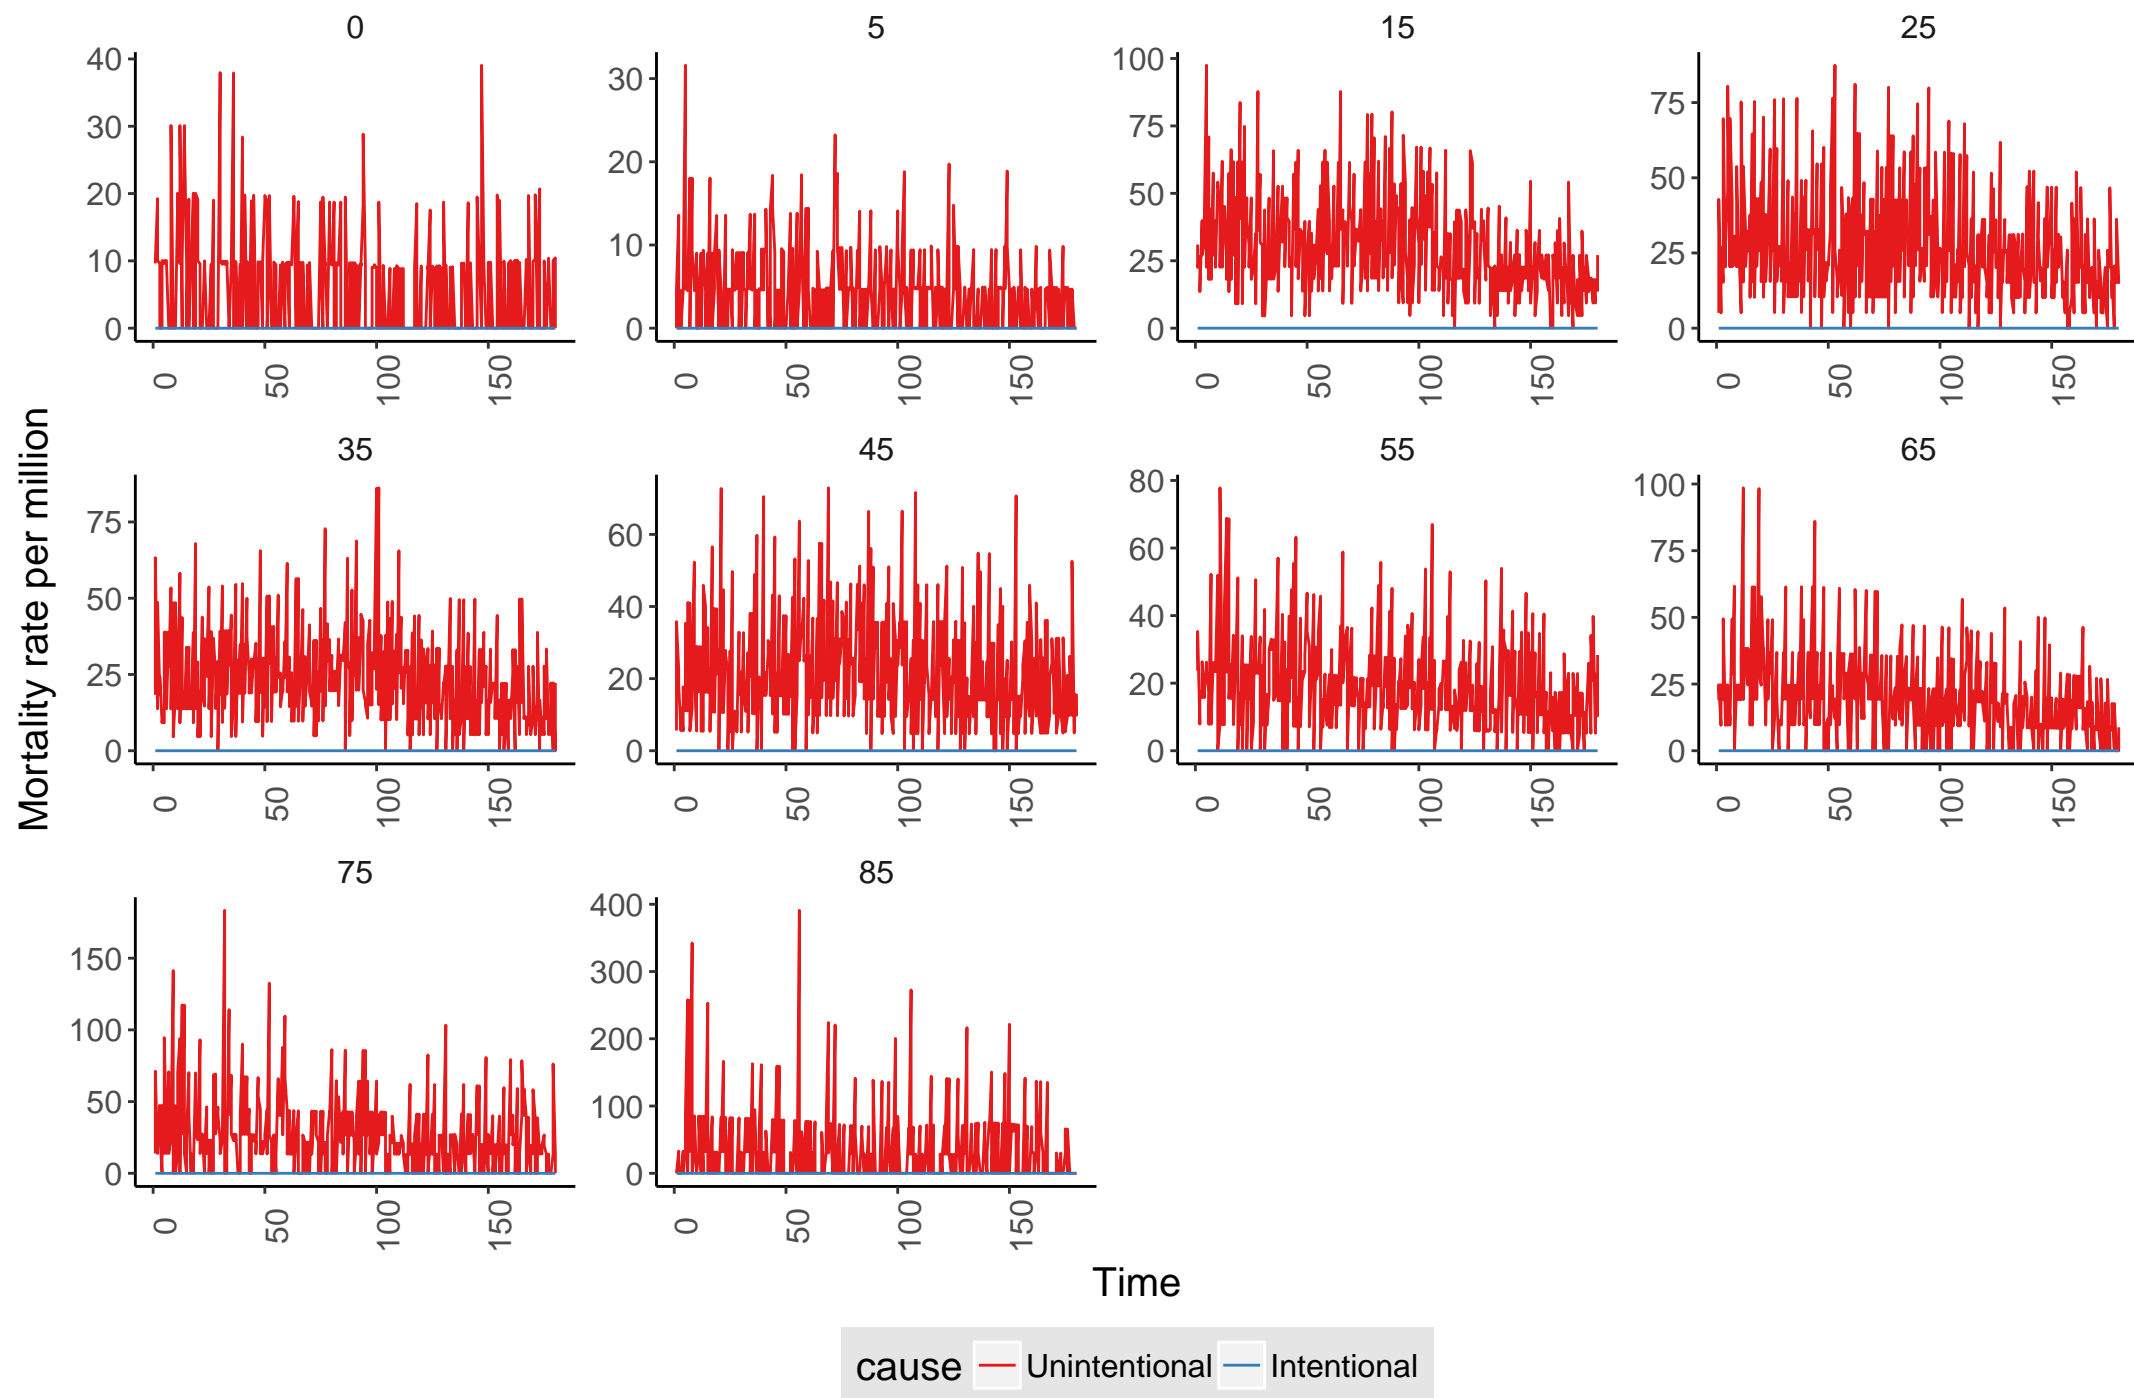 0 5 15 25
40 30 20 10 0
30 20 10 0
100 75 50 25 0
75 50 25 0
0 50 100 150
0 50 100 150
0 50 100 150
0 50 100 150
Mortality rate per million
35 45 55 65
75 50 25 0
60 40 20 0
80 60 40 20 0
100 75 50 25 0
0 50 100 150
0 50 100 150
0 50 100 150
0 50 100 150
75 85
150 100 50 0
400 300 200 100 0
0 50 100 150
0 50 100 150
Time
cause Unintentional Intentional